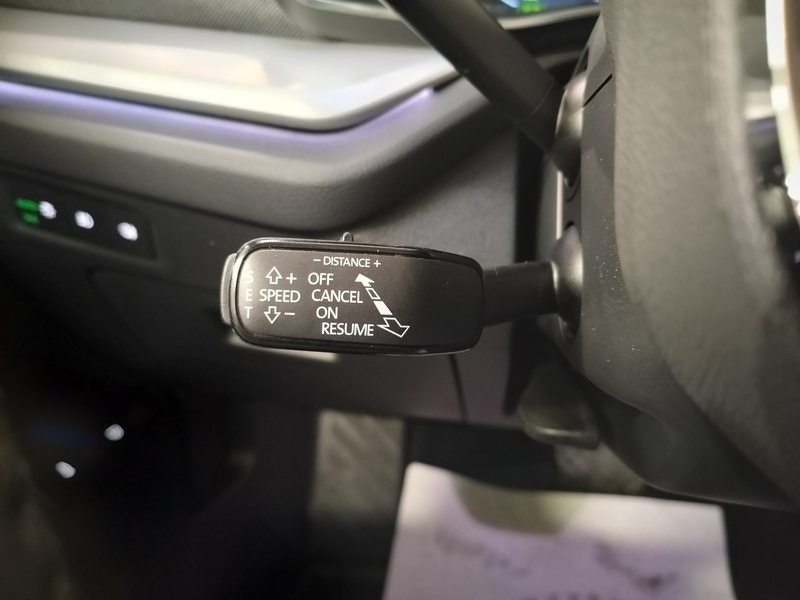 − DISTANCE +
S + OFF
E SPEED CANCEL
T − ON
RESUME